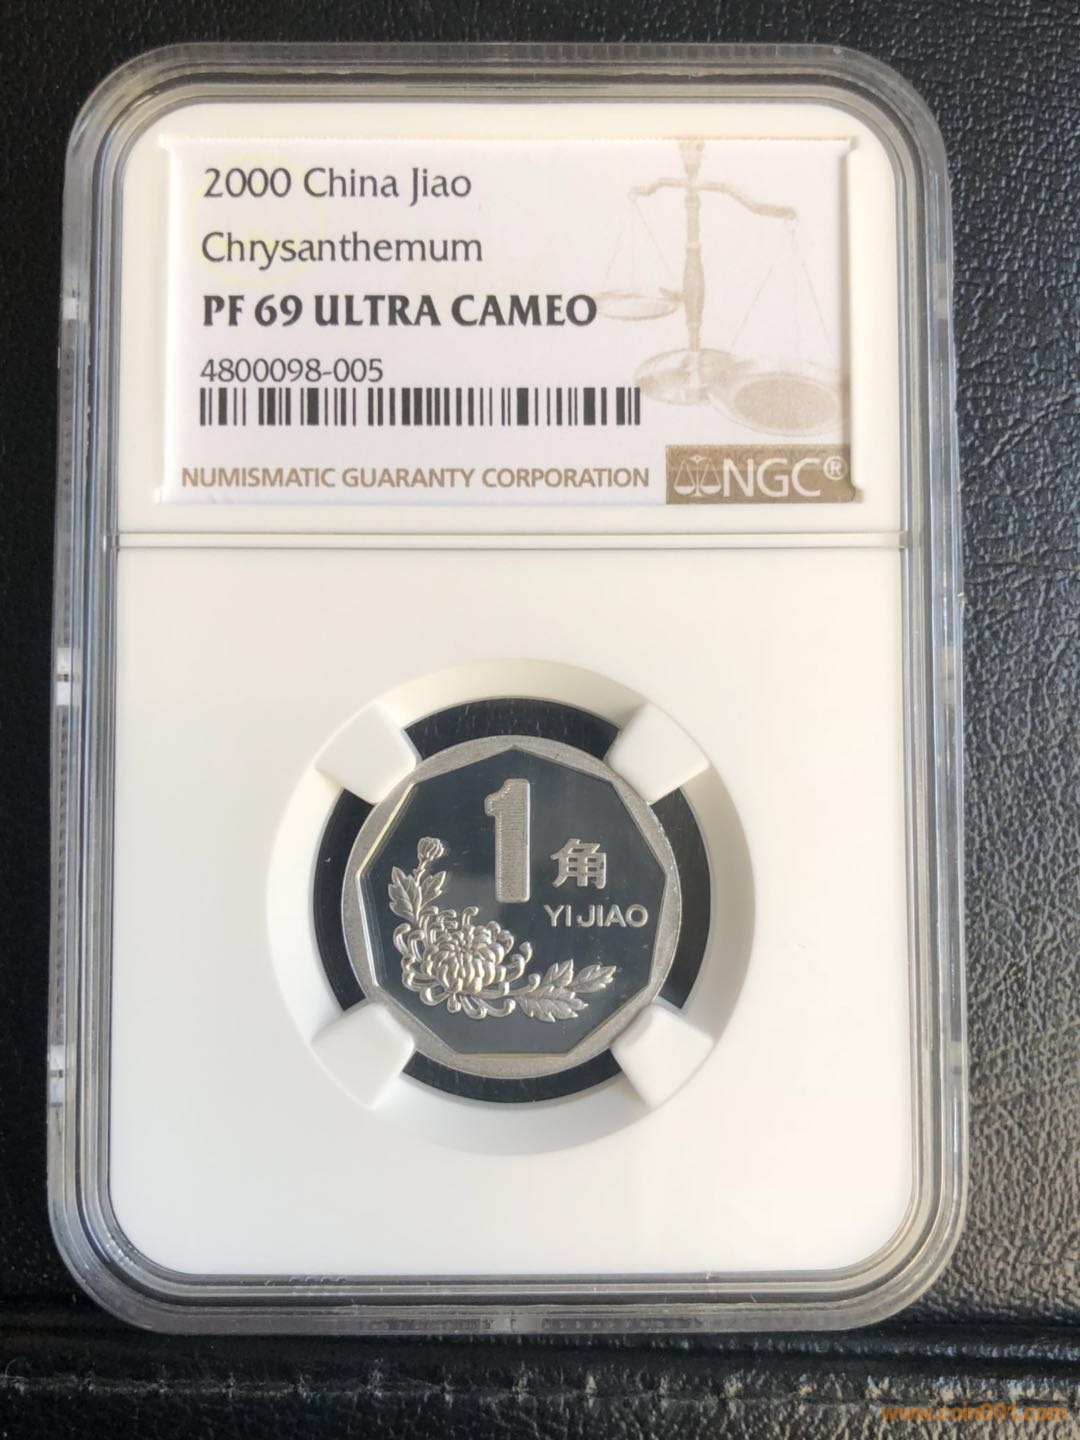 2000 China Jiao
Chrysanthemum
PF 69 ULTRA CAMEO
4800098-005
NUMISMATIC GUARANTY CORPORATION
NGC®
1角
YI JIAO
www.coin001.com